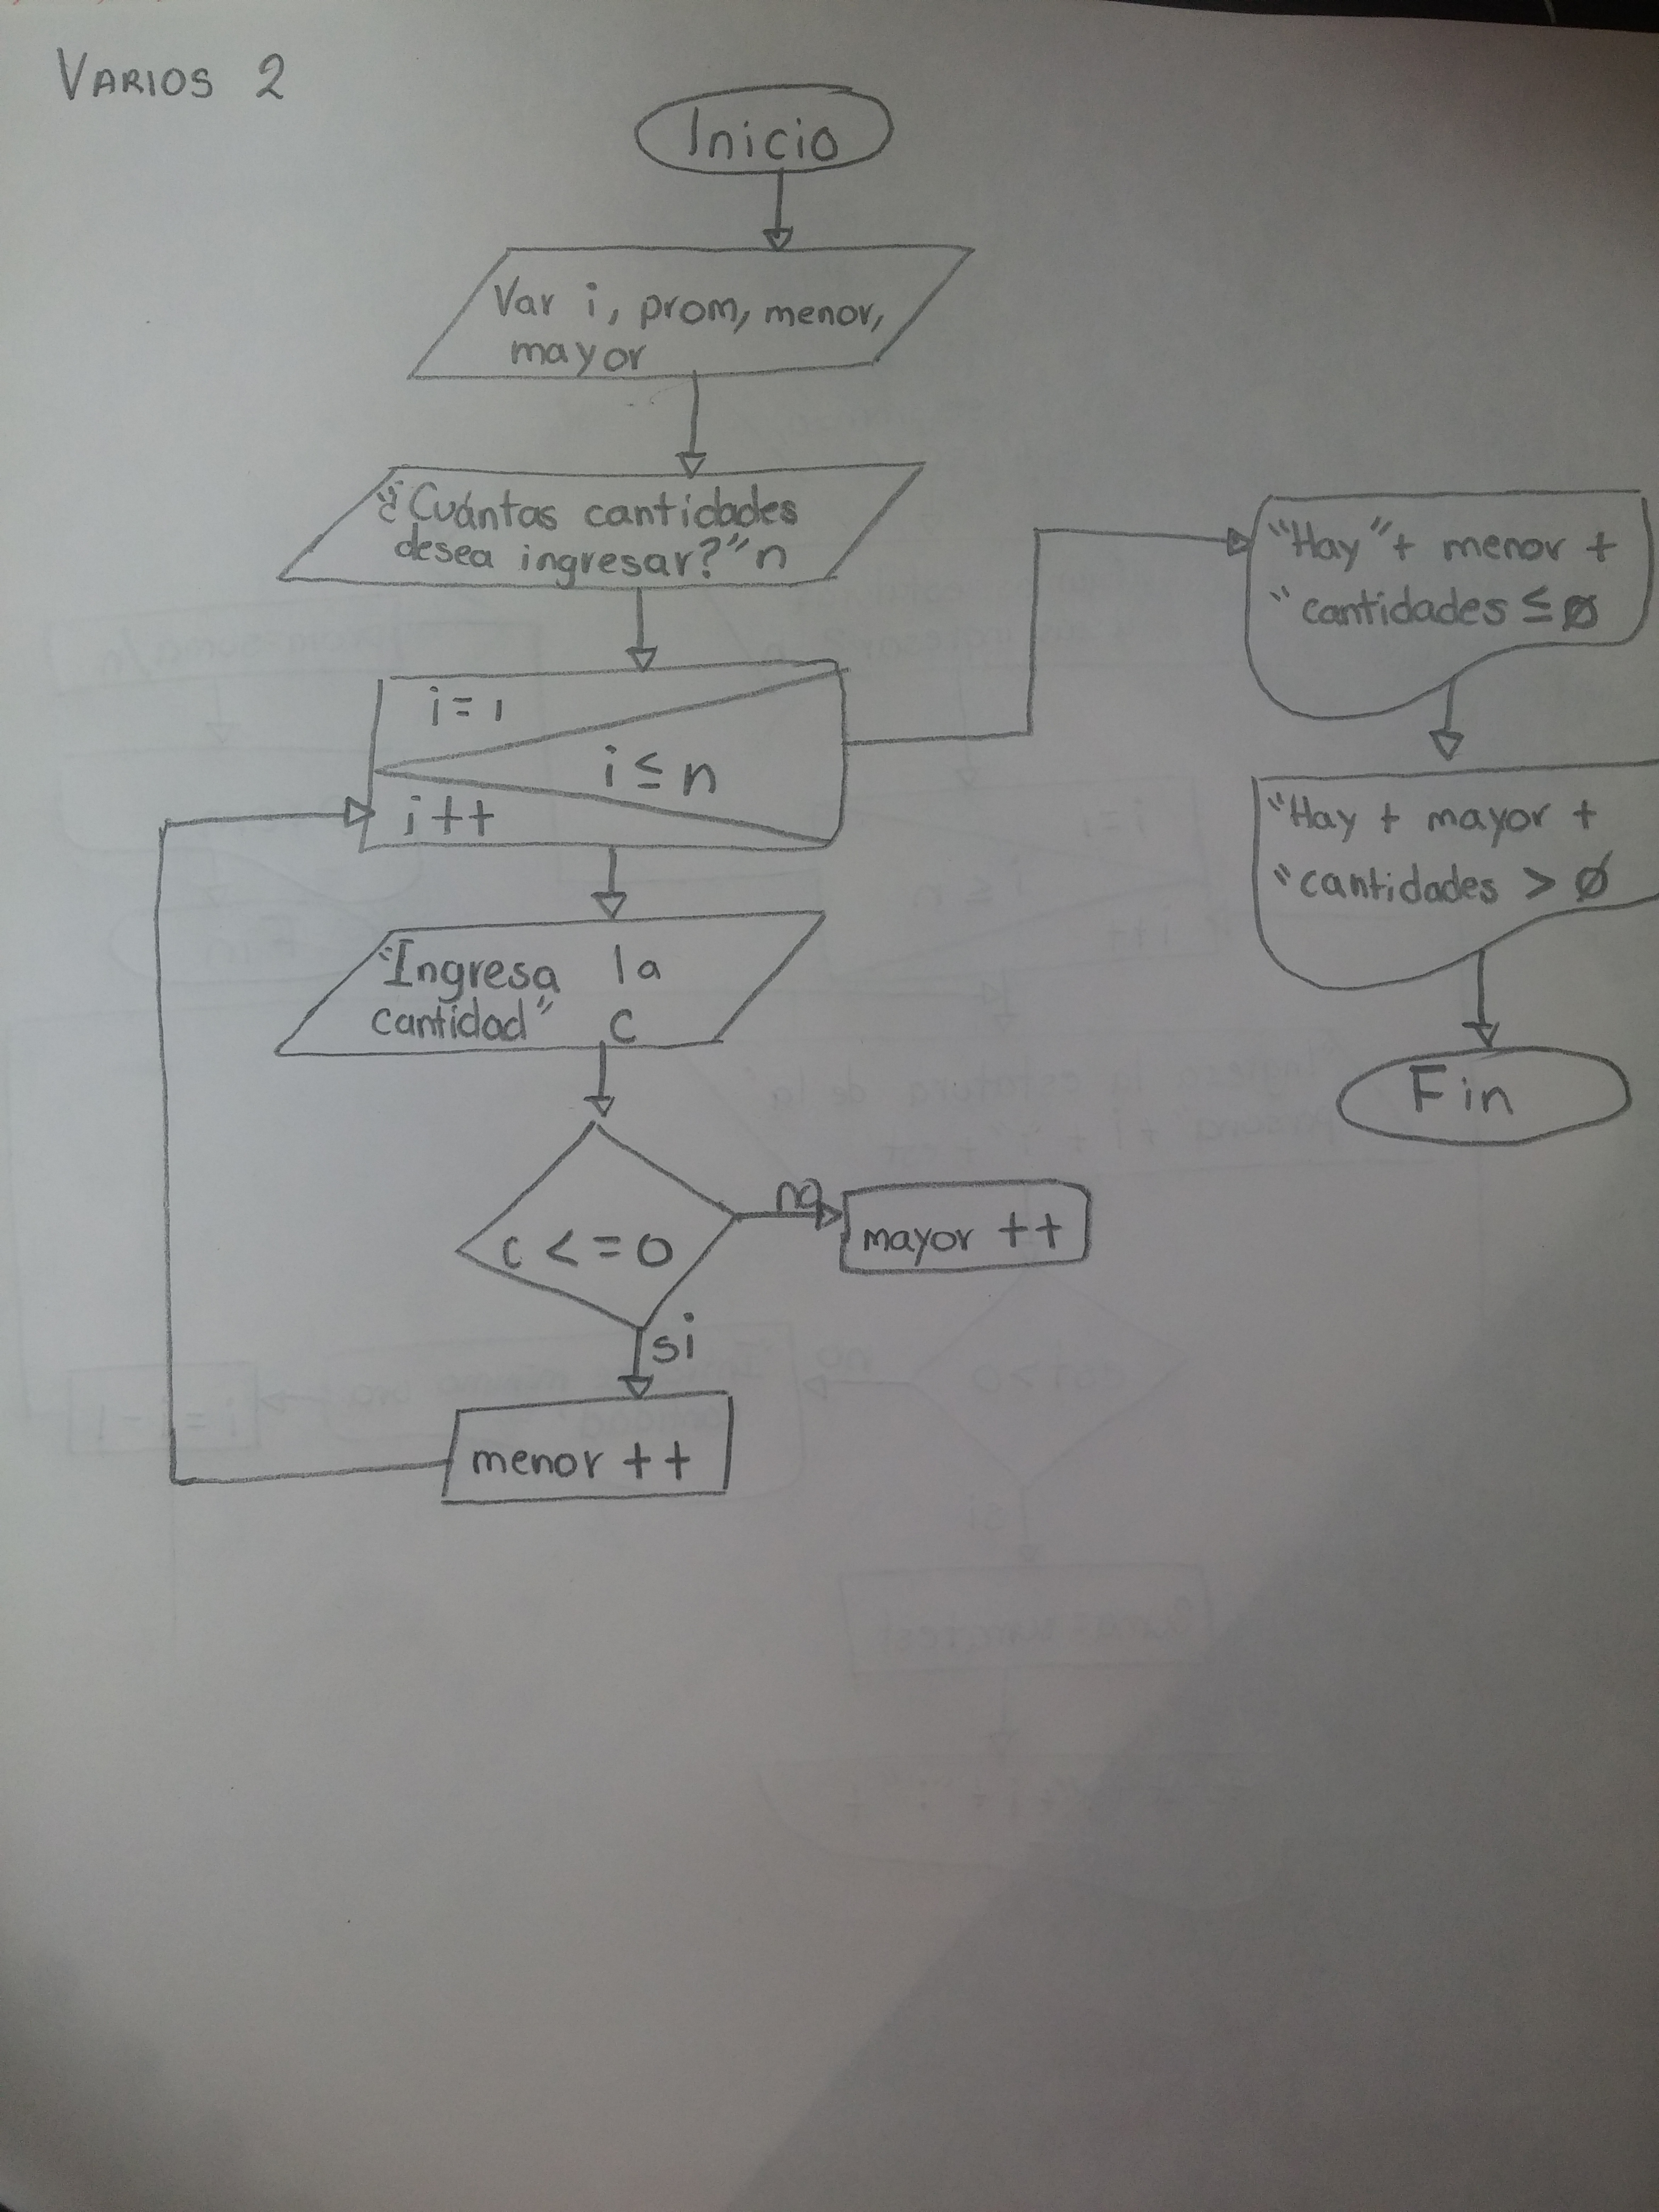 VARIOS 2
Inicio
Var i, prom, menor,
mayor
"¿Cuántas cantidades
desea ingresar?" n
i=1
i ≤ n
i++
"Ingresa la
cantidad" c
c <= 0
no
mayor ++
si
menor ++
"Hay" + menor +
"cantidades ≤ Ø
"Hay + mayor +
"cantidades > Ø
Fin